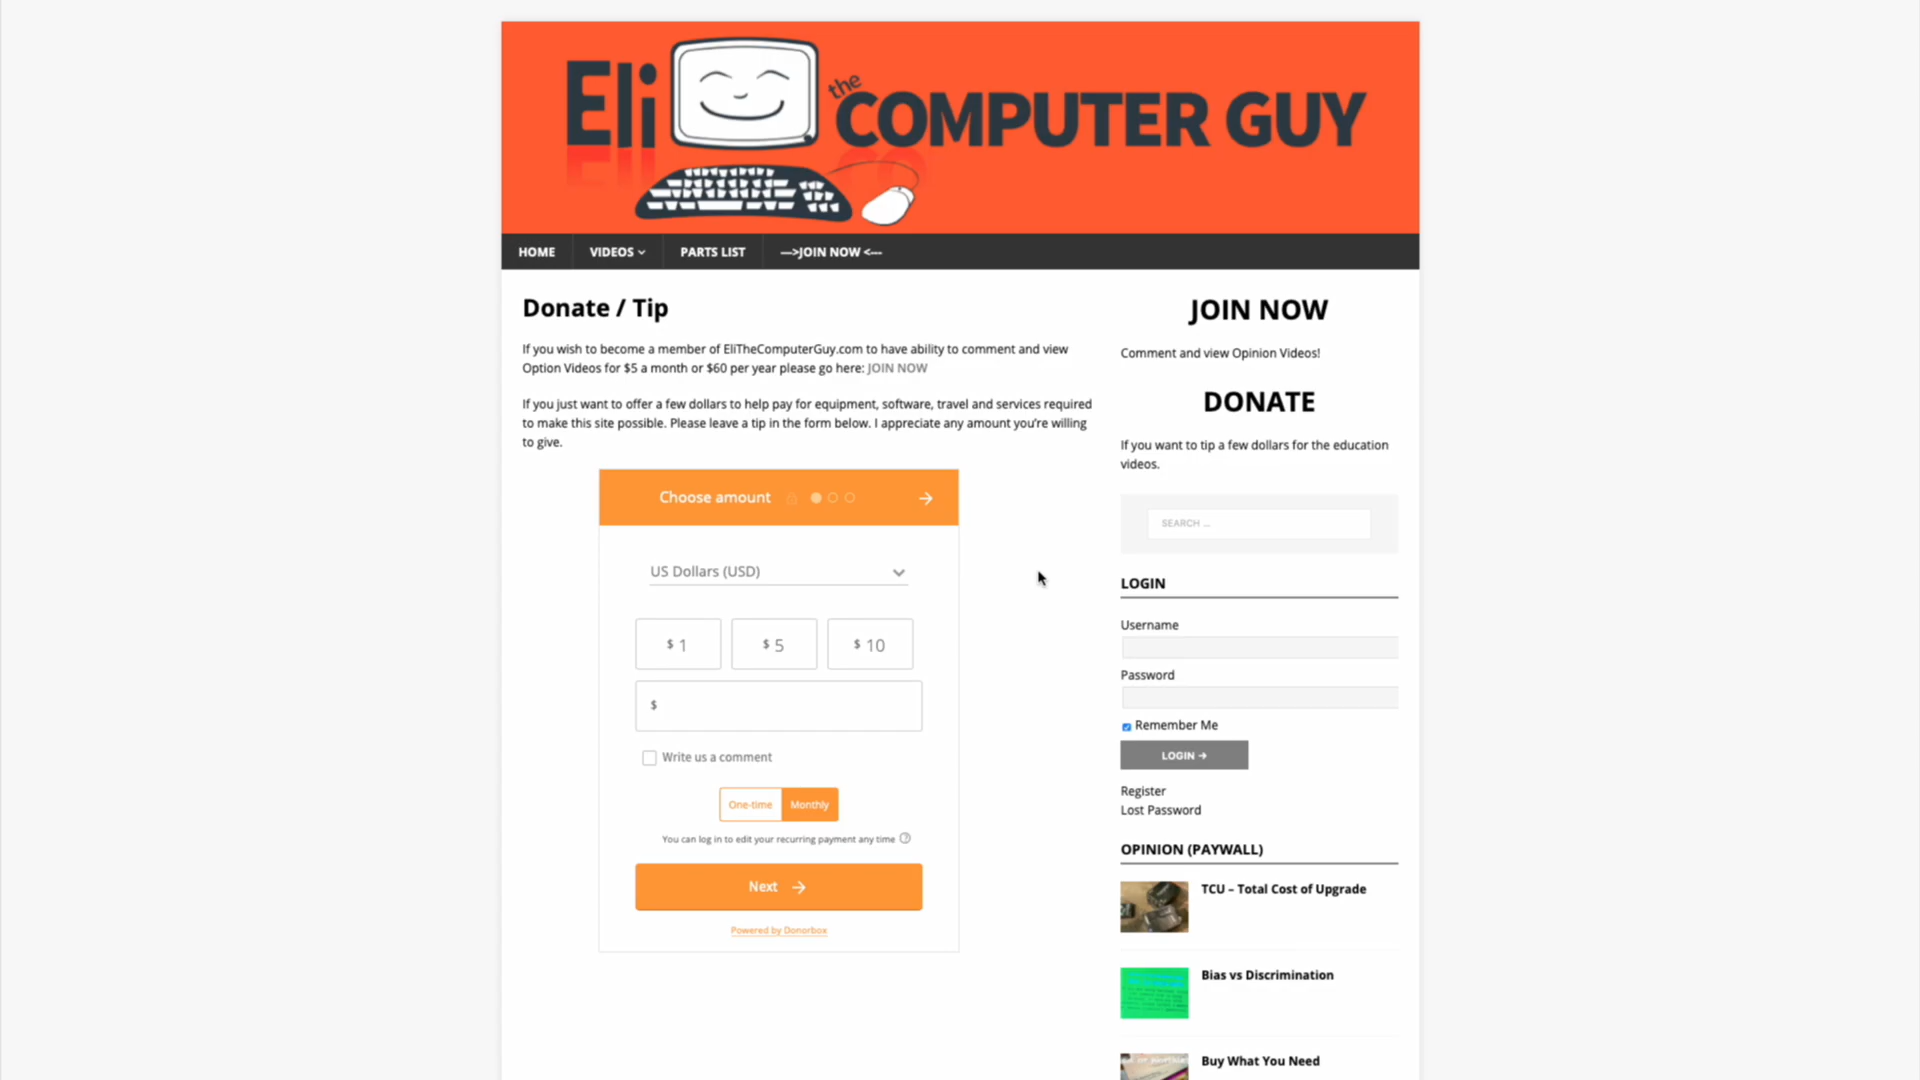 Eli the COMPUTER GUY
HOME VIDEOS PARTS LIST --->JOIN NOW <---
Donate / Tip
If you wish to become a member of EliTheComputerGuy.com to have ability to comment and view
Option Videos for $5 a month or $60 per year please go here: JOIN NOW
If you just want to offer a few dollars to help pay for equipment, software, travel and services required
to make this site possible. Please leave a tip in the form below. I appreciate any amount you’re willing
to give.
Choose amount
US Dollars (USD)
$ 1 $ 5 $ 10
$
Write us a comment
One-time Monthly
You can log in to edit your recurring payment any time ?
Next
Powered by Donorbox
JOIN NOW
Comment and view Opinion Videos!
DONATE
If you want to tip a few dollars for the education
videos.
SEARCH ...
LOGIN
Username
Password
Remember Me
LOGIN →
Register
Lost Password
OPINION (PAYWALL)
TCU – Total Cost of Upgrade
Bias vs Discrimination
Buy What You Need